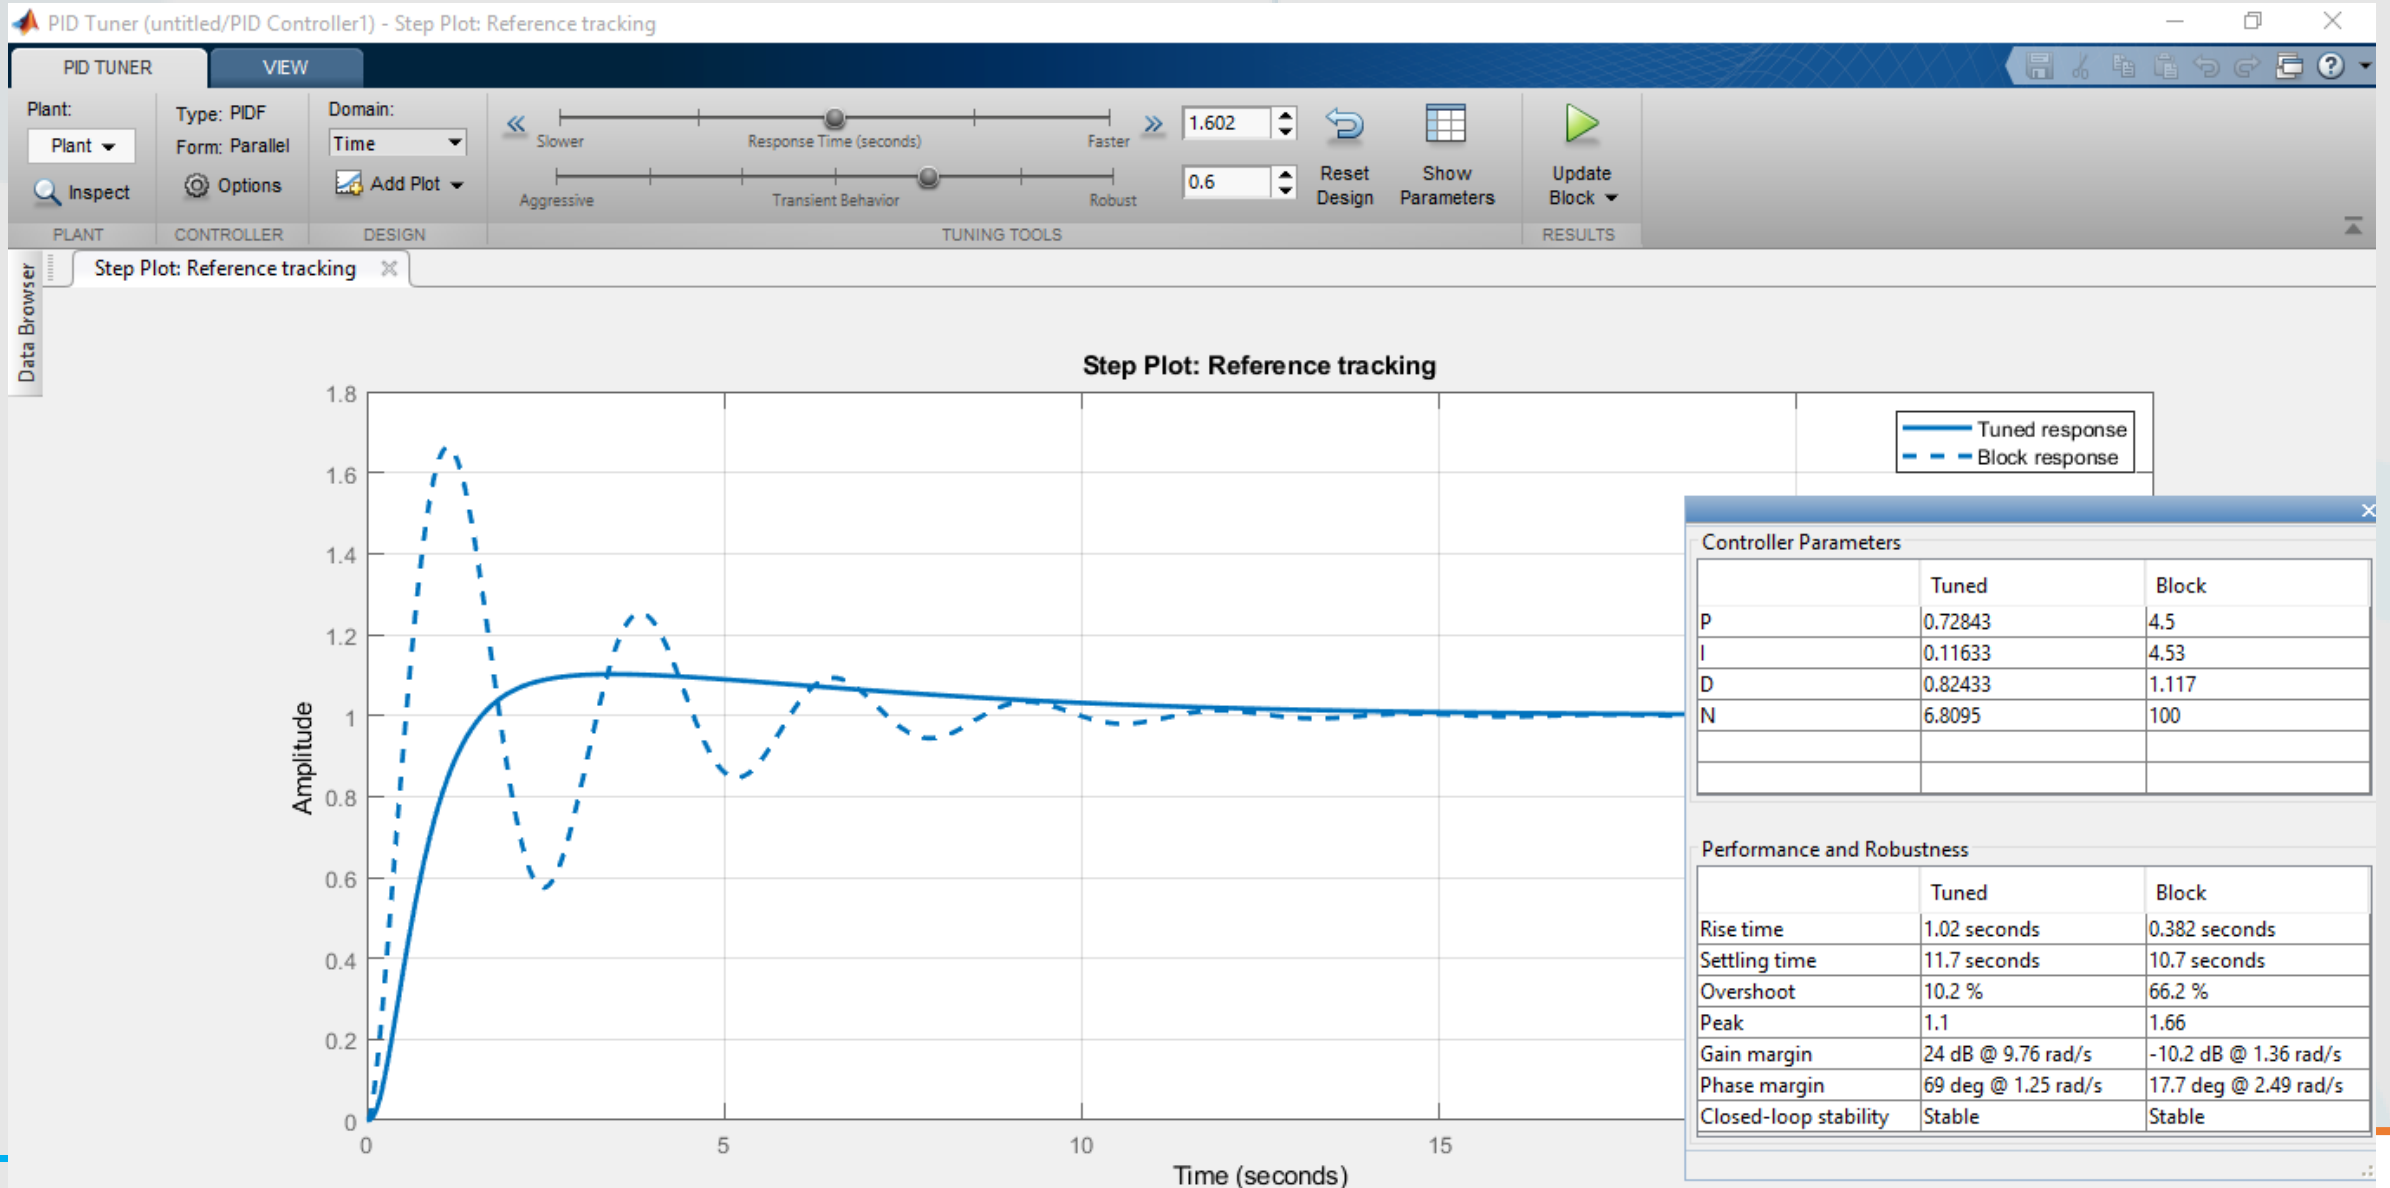 PID Tuner (untitled/PID Controller1) - Step Plot: Reference tracking
PID TUNER
VIEW
Plant:
Plant
Inspect
PLANT
Type: PIDF
Form: Parallel
Options
CONTROLLER
Domain:
Time
Add Plot
DESIGN
Slower
Response Time (seconds)
Faster
1.602
Aggressive
Transient Behavior
Robust
0.6
Reset
Design
Show
Parameters
TUNING TOOLS
Update
Block
RESULTS
Data Browser
Step Plot: Reference tracking
Step Plot: Reference tracking
Tuned response
Block response
Amplitude
1.8
1.6
1.4
1.2
1
0.8
0.6
0.4
0.2
0
0 5 10 15
Time (seconds)
Controller Parameters
Tuned Block
P 0.72843 4.5
I 0.11633 4.53
D 0.82433 1.117
N 6.8095 100
Performance and Robustness
Tuned Block
Rise time 1.02 seconds 0.382 seconds
Settling time 11.7 seconds 10.7 seconds
Overshoot 10.2 % 66.2 %
Peak 1.1 1.66
Gain margin 24 dB @ 9.76 rad/s -10.2 dB @ 1.36 rad/s
Phase margin 69 deg @ 1.25 rad/s 17.7 deg @ 2.49 rad/s
Closed-loop stability Stable Stable